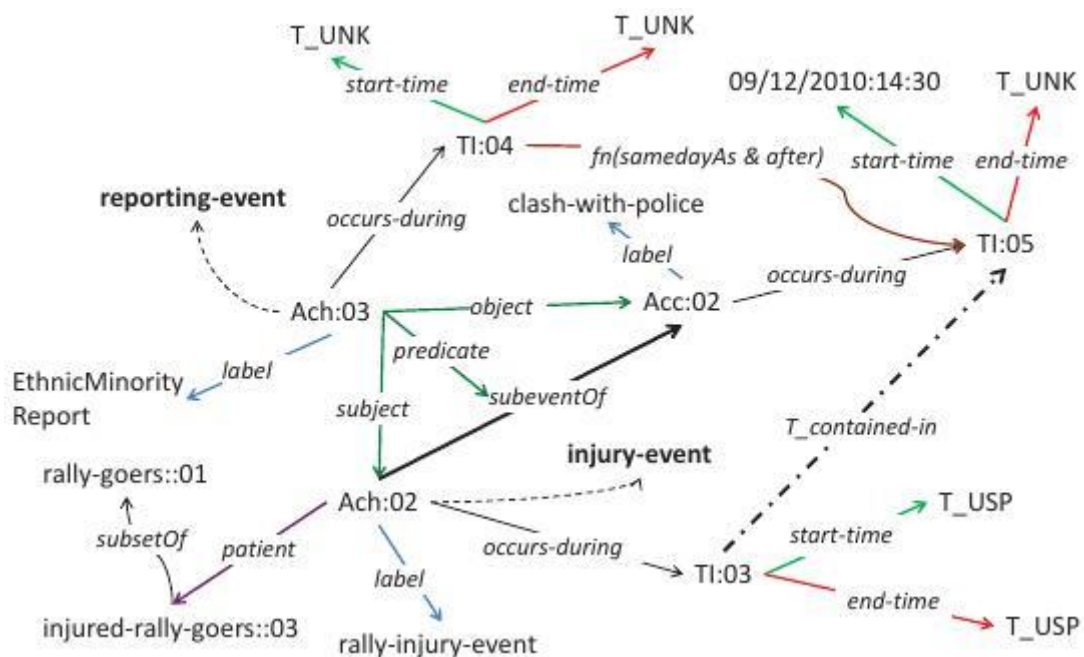 T_UNK
T_UNK
start-time
end-time
09/12/2010:14:30
T_UNK
TI:04
fn(samedayAs & after)
start-time
end-time
reporting-event
clash-with-police
occurs-during
TI:05
label
occurs-during
Ach:03
object
Acc:02
predicate
label
EthnicMinority
Report
subject
subeventOf
T_contained-in
injury-event
rally-goers::01
Ach:02
T_USP
start-time
subsetOf
patient
occurs-during
TI:03
label
end-time
injured-rally-goers::03
rally-injury-event
T_USP